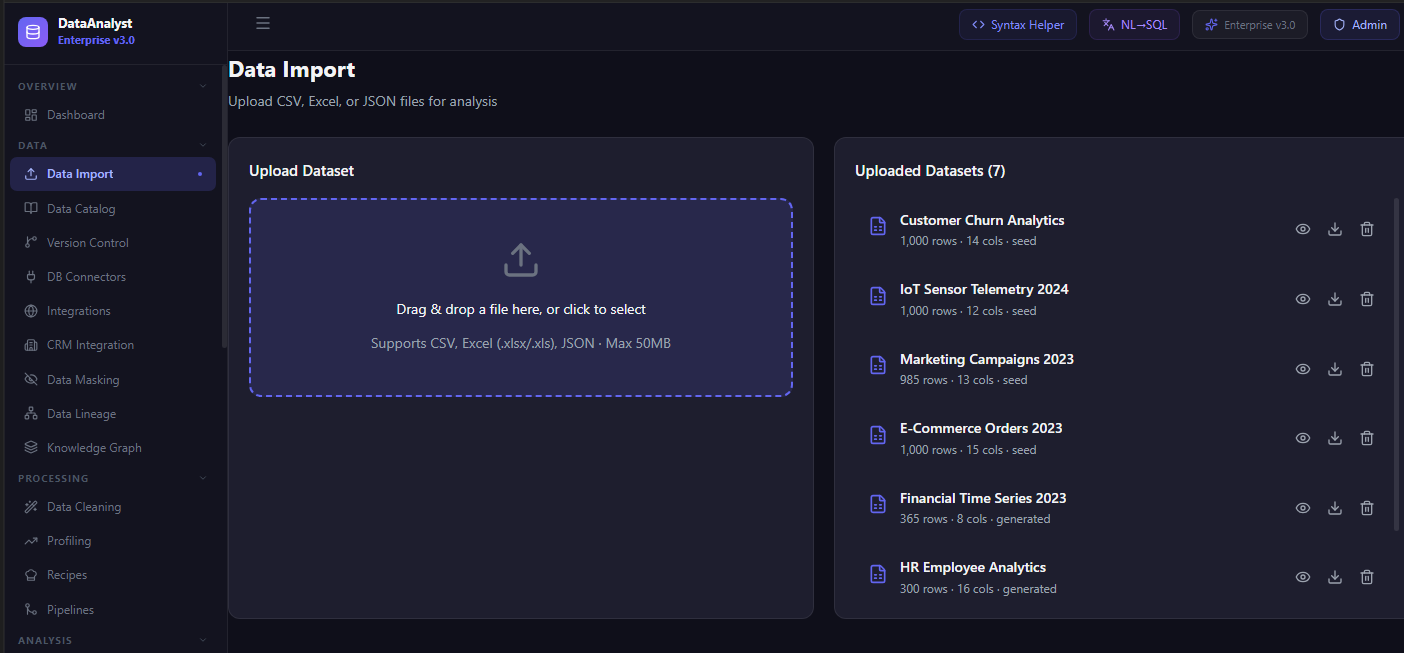 DataAnalyst
Enterprise v3.0
OVERVIEW
Dashboard
DATA
Data Import
Data Catalog
Version Control
DB Connectors
Integrations
CRM Integration
Data Masking
Data Lineage
Knowledge Graph
PROCESSING
Data Cleaning
Profiling
Recipes
Pipelines
ANALYSIS
Syntax Helper
NL→SQL
Enterprise v3.0
Admin
Data Import
Upload CSV, Excel, or JSON files for analysis
Upload Dataset
Drag & drop a file here, or click to select
Supports CSV, Excel (.xlsx/.xls), JSON · Max 50MB
Uploaded Datasets (7)
Customer Churn Analytics
1,000 rows · 14 cols · seed
IoT Sensor Telemetry 2024
1,000 rows · 12 cols · seed
Marketing Campaigns 2023
985 rows · 13 cols · seed
E-Commerce Orders 2023
1,000 rows · 15 cols · seed
Financial Time Series 2023
365 rows · 8 cols · generated
HR Employee Analytics
300 rows · 16 cols · generated